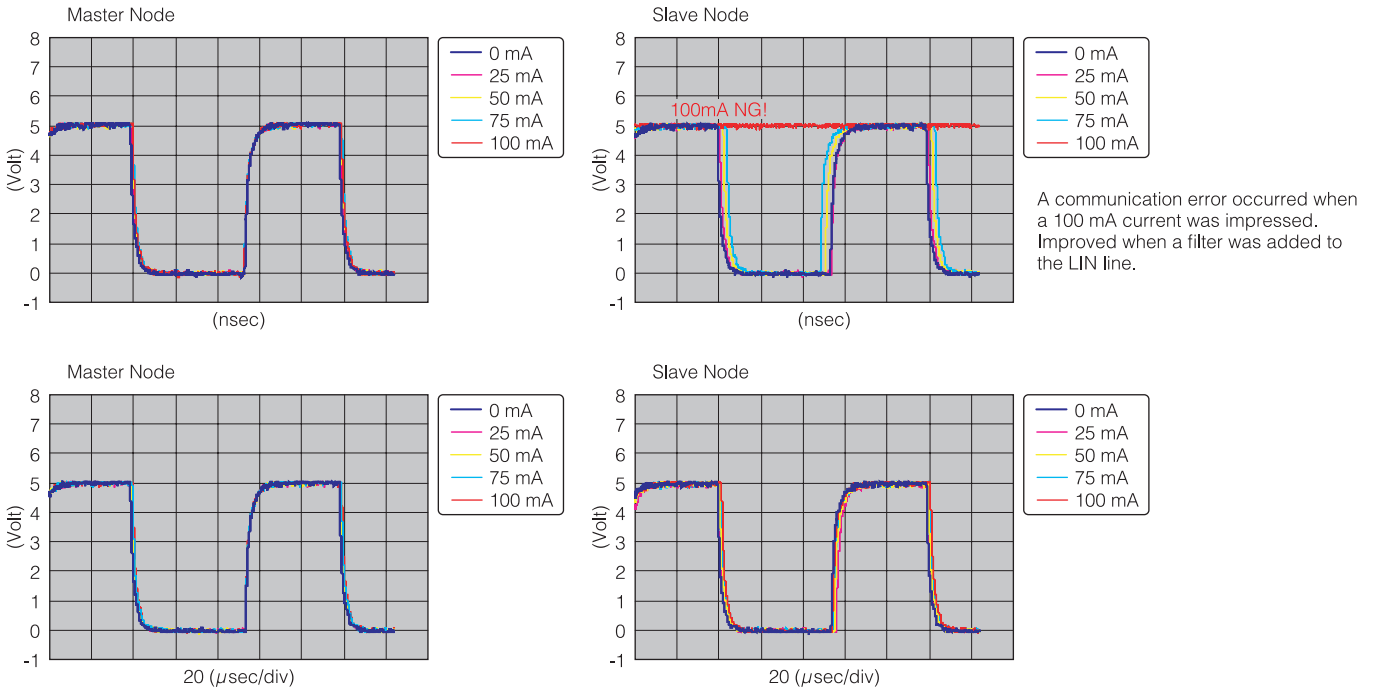 Master Node
8
7
6
5
4
3
2
1
0
-1
(Volt)
(nsec)
0 mA
25 mA
50 mA
75 mA
100 mA
Slave Node
8
7
6
5
4
3
2
1
0
-1
(Volt)
100mA NG!
(nsec)
0 mA
25 mA
50 mA
75 mA
100 mA
A communication error occurred when
a 100 mA current was impressed.
Improved when a filter was added to
the LIN line.
Master Node
8
7
6
5
4
3
2
1
0
-1
(Volt)
20 (μsec/div)
0 mA
25 mA
50 mA
75 mA
100 mA
Slave Node
8
7
6
5
4
3
2
1
0
-1
(Volt)
20 (μsec/div)
0 mA
25 mA
50 mA
75 mA
100 mA